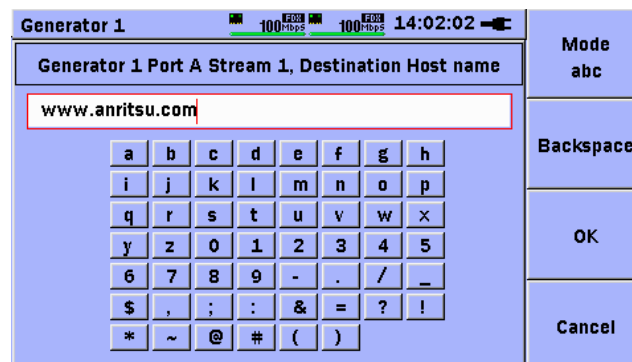 Generator 1
100 Mbps FDX 100 Mbps FDX 14:02:02
Generator 1 Port A Stream 1, Destination Host name
www.anritsu.com
a b c d e f g h
i j k l m n o p
q r s t u v w x
y z 0 1 2 3 4 5
6 7 8 9 - . / _
$ , ; : & = ? !
* ~ @ # ( )
Mode
abc
Backspace
OK
Cancel